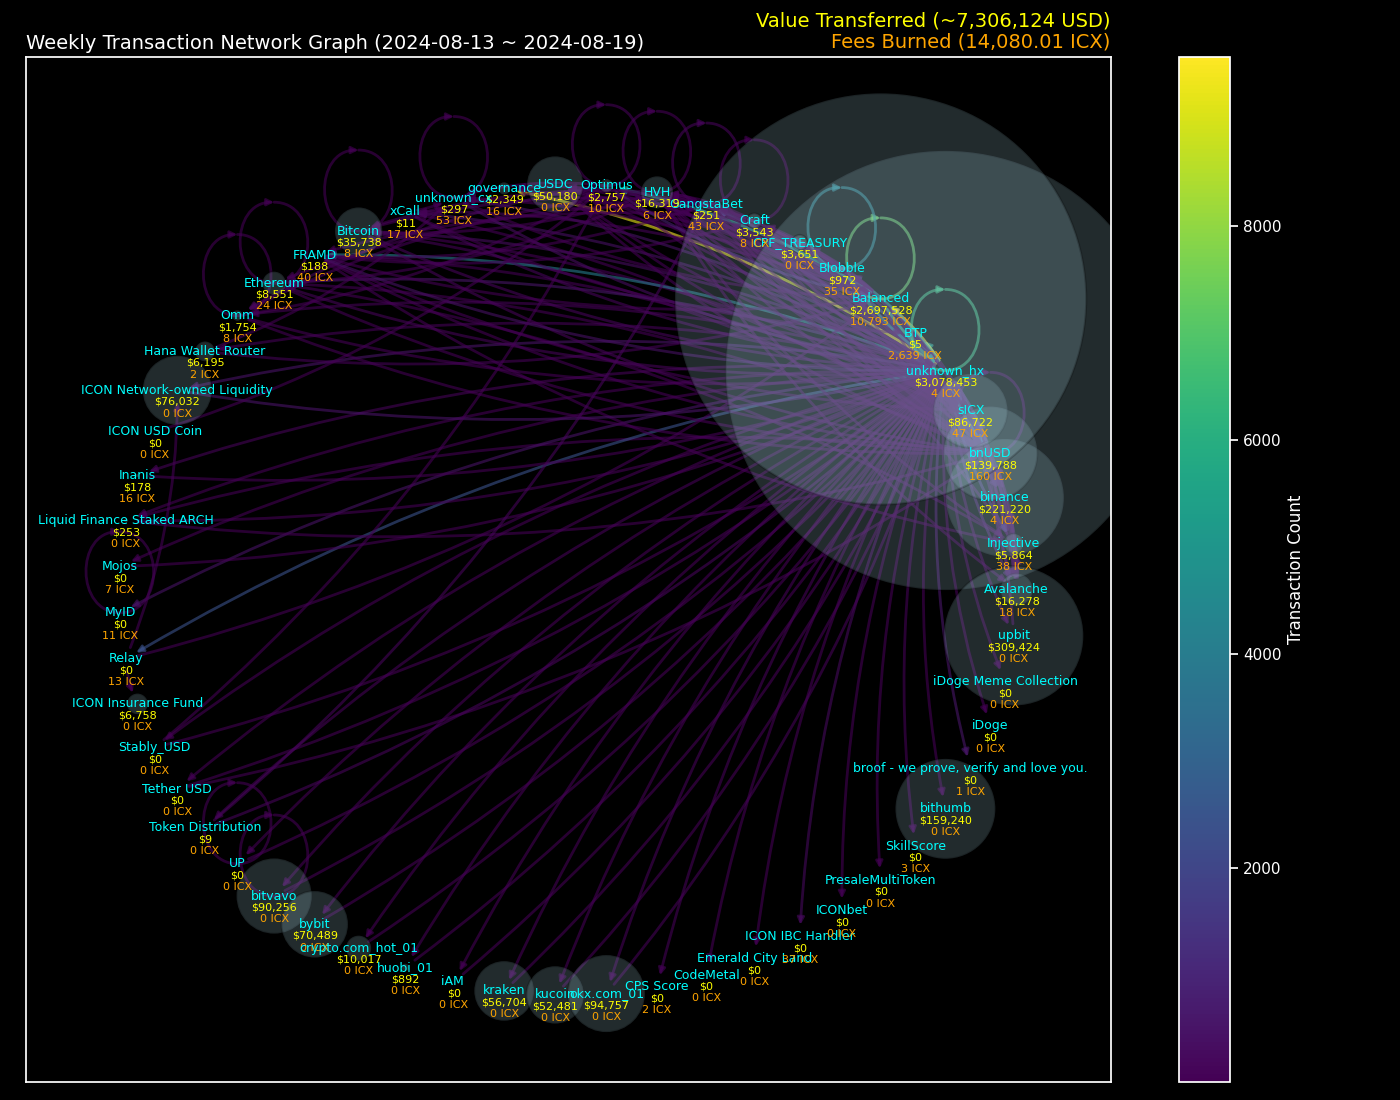 Value Transferred (~7,306,124 USD)
Weekly Transaction Network Graph (2024-08-13 ~ 2024-08-19)
Fees Burned (14,080.01 ICX)
USDC
$50,180
0 ICX
Optimus
$2,757
10 ICX
HVH
$16,319
6 ICX
GangstaBet
$251
43 ICX
Craft
$3,543
8 ICX
CPF_TREASURY
$3,651
0 ICX
Blobble
$972
35 ICX
Balanced
$2,697,528
10,793 ICX
BTP
$5
2,639 ICX
unknown_hx
$3,078,453
4 ICX
sICX
$86,722
47 ICX
bnUSD
$139,788
160 ICX
binance
$221,220
4 ICX
Injective
$5,864
38 ICX
Avalanche
$16,278
18 ICX
upbit
$309,424
0 ICX
iDoge Meme Collection
$0
0 ICX
iDoge
$0
0 ICX
broof - we prove, verify and love you.
$0
1 ICX
bithumb
$159,240
0 ICX
SkillScore
$0
3 ICX
PresaleMultiToken
$0
0 ICX
ICONbet
$0
0 ICX
ICON IBC Handler
$0
37 ICX
Emerald City Land
$0
0 ICX
CodeMetal
$0
0 ICX
CPS Score
$0
2 ICX
okx.com_01
$94,757
0 ICX
kucoin
$52,481
0 ICX
kraken
$56,704
0 ICX
iAM
$0
0 ICX
huobi_01
$892
0 ICX
crypto.com_hot_01
$10,017
0 ICX
bybit
$70,489
0 ICX
bitvavo
$90,256
0 ICX
UP
$0
0 ICX
Token Distribution
$9
0 ICX
Tether USD
$0
0 ICX
Stably_USD
$0
0 ICX
ICON Insurance Fund
$6,758
0 ICX
Relay
$0
13 ICX
MyID
$0
11 ICX
Mojos
$0
7 ICX
Liquid Finance Staked ARCH
$253
0 ICX
Inanis
$178
16 ICX
ICON USD Coin
$0
0 ICX
ICON Network-owned Liquidity
$76,032
0 ICX
Hana Wallet Router
$6,195
2 ICX
Omm
$1,754
8 ICX
Ethereum
$8,551
24 ICX
FRAMD
$188
40 ICX
Bitcoin
$35,738
8 ICX
xCall
$11
17 ICX
unknown_cx
$297
53 ICX
governance
$2,349
16 ICX
8000
6000
4000
2000
Transaction Count